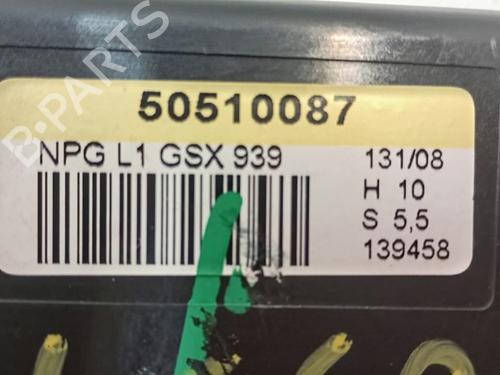 B-PARTS
50510087
NPG L1 GSX 939
131/08
H 10
S 5,5
139458